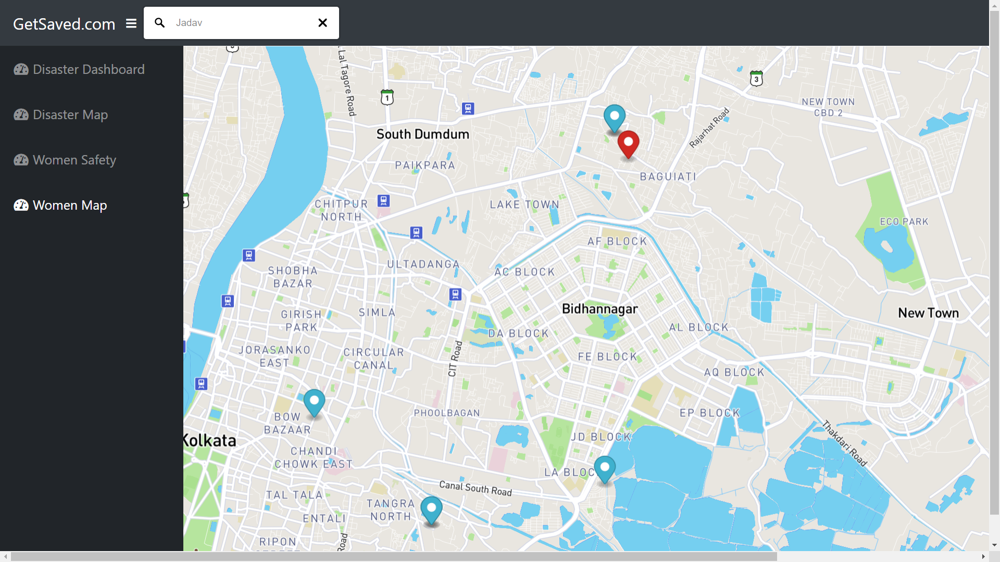 GetSaved.com
Jadav
Disaster Dashboard
Disaster Map
Women Safety
Women Map
Lal Tagore Road
1
3
NEW TOWN
CBD 2
Rajarhat Road
South Dumdum
PAIKPARA
BAGUIATI
CHITPUR
NORTH
LAKE TOWN
ECO PARK
AF BLOCK
ULTADANGA
AC BLOCK
SHOBHA
BAZAR
Bidhannagar
New Town
GIRISH
PARK
SIMLA
AL BLOCK
DA BLOCK
JORASANKO
EAST
CIRCULAR
CANAL
CIT Road
FE BLOCK
AQ BLOCK
PHOOLBAGAN
EP BLOCK
BOW
BAZAAR
Kolkata
JD BLOCK
Thakdari Road
CHANDI
CHOWK EAST
LA BLOC
Canal South Road
TAL TALA
TANGRA
NORTH
ENTALI
RIPON
Road